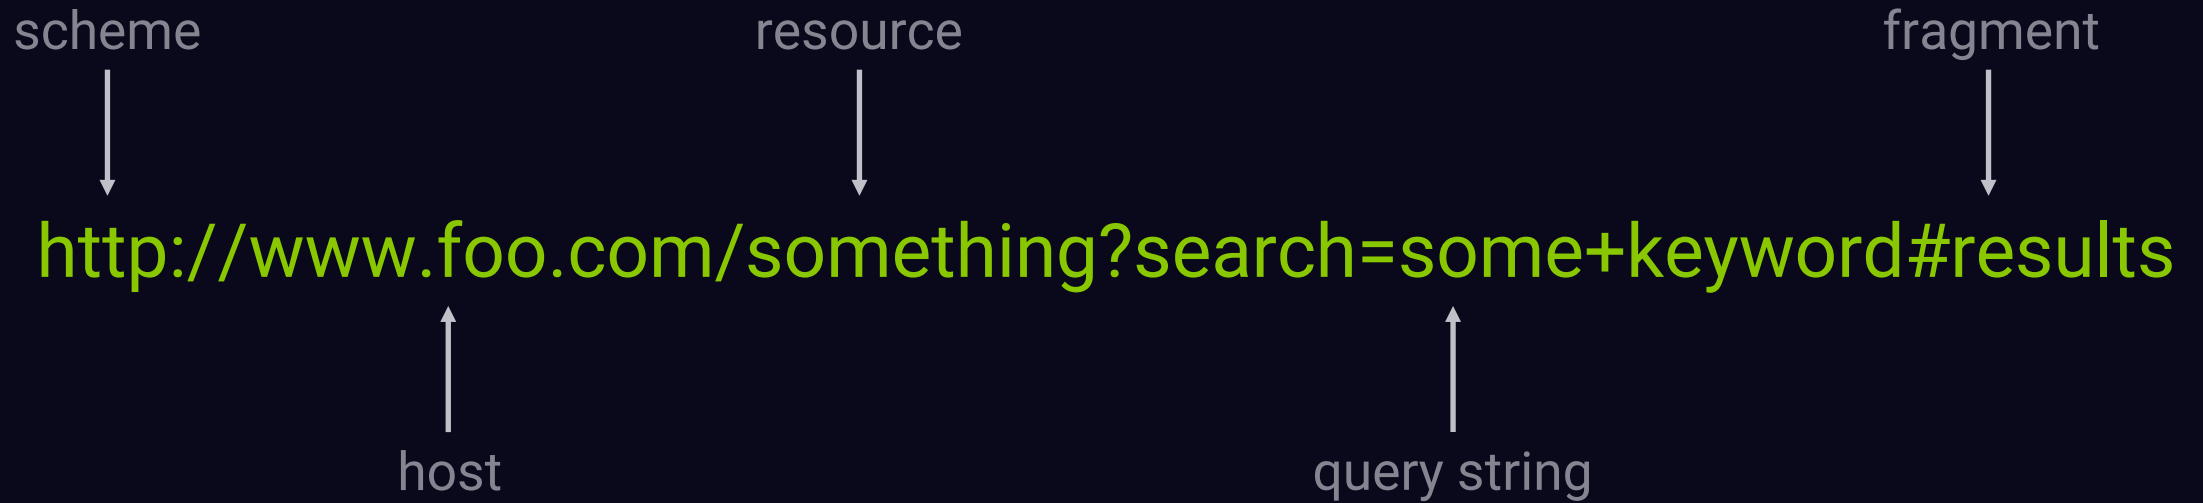 scheme resource fragment
http://www.foo.com/something?search=some+keyword#results
host query string